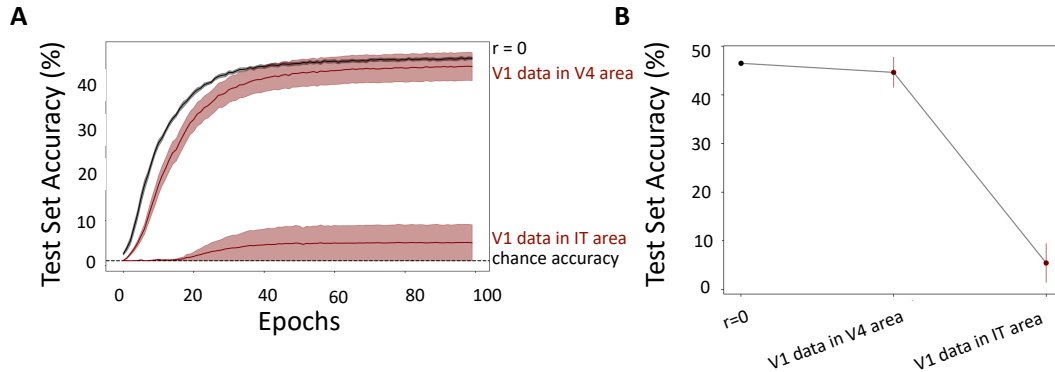 A
Test Set Accuracy (%)
40
30
20
10
0
0
20
40
60
80
100
Epochs
r = 0
V1 data in V4 area
V1 data in IT area
chance accuracy
B
Test Set Accuracy (%)
50
40
50
20
10
0
r=0
V1 data in V4 area
V1 data in IT area